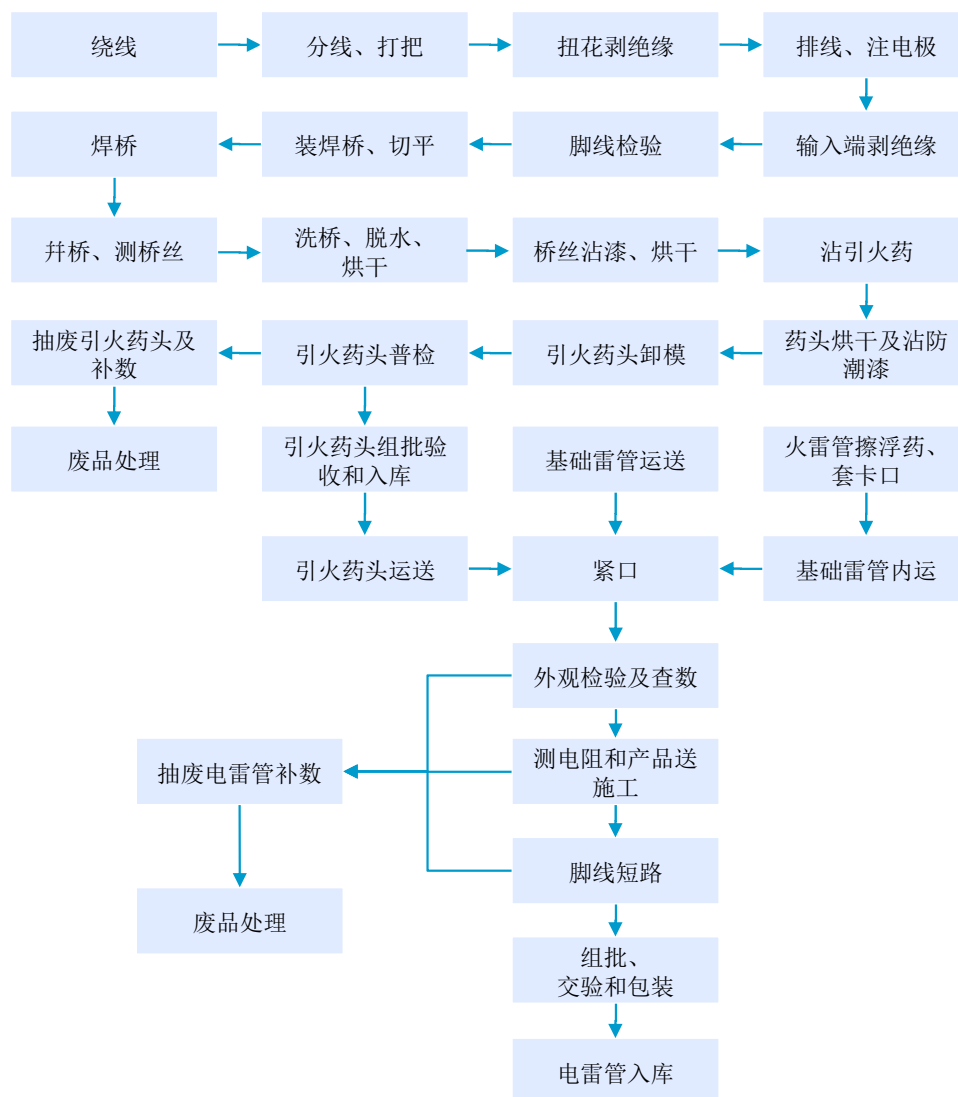 绕线
分线、打把
扭花剥绝缘
排线、注电极
焊桥
装焊桥、切平
脚线检验
输入端剥绝缘
幷桥、测桥丝
洗桥、脱水、
烘干
桥丝沾漆、烘干
沾引火药
抽废引火药头及
补数
引火药头普检
引火药头卸模
药头烘干及沾防
潮漆
废品处理
引火药头组批验
收和入库
基础雷管运送
火雷管擦浮药、
套卡口
引火药头运送
紧口
基础雷管内运
外观检验及查数
抽废电雷管补数
测电阻和产品送
施工
脚线短路
废品处理
组批、
交验和包装
电雷管入库